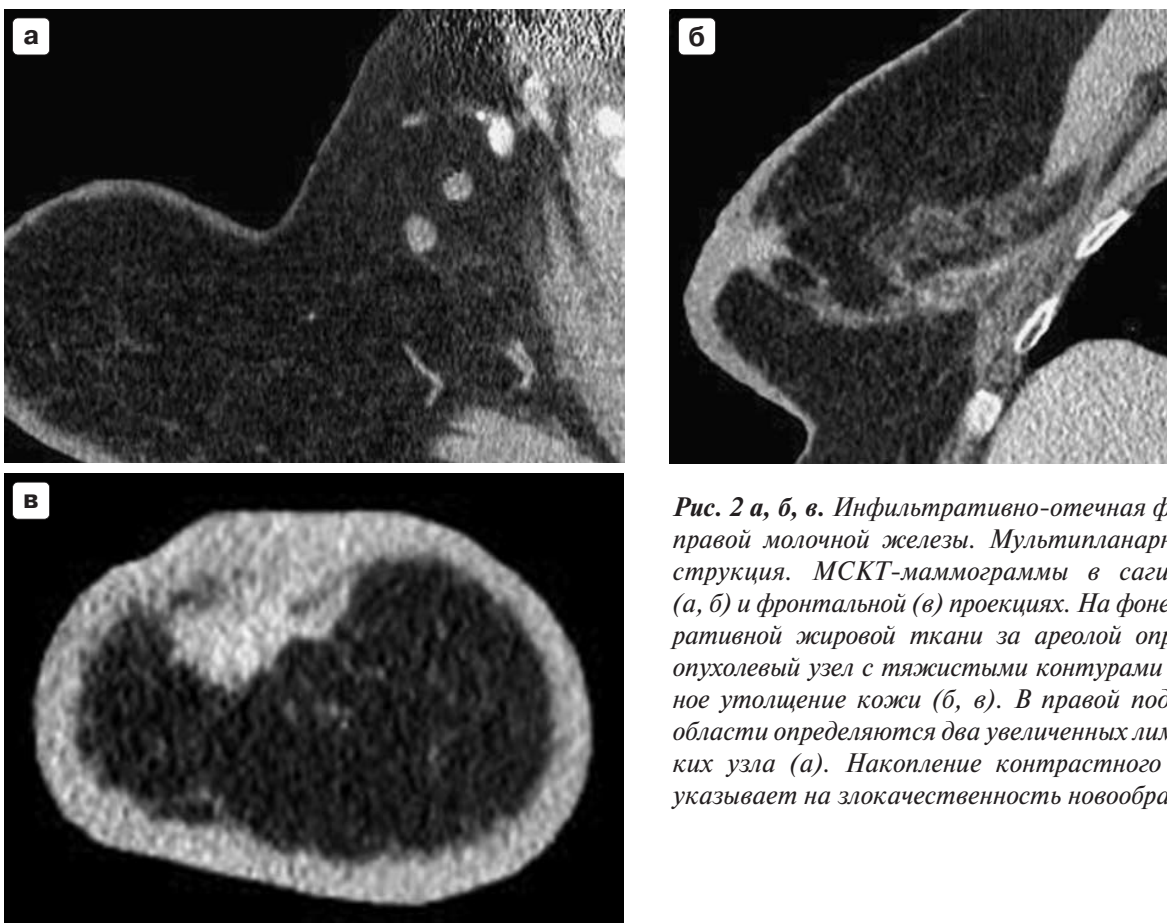 а
б
в
Рис. 2 а, б, в. Инфильтративно-отечная ф
правой молочной железы. Мультипланарн
струкция. МСКТ-маммограммы в саги
(а, б) и фронтальной (в) проекциях. На фоне
ративной жировой ткани за ареолой опр
опухолевый узел с тяжистыми контурами
ное утолщение кожи (б, в). В правой под
области определяются два увеличенных лим
ких узла (а). Накопление контрастного
указывает на злокачественность новообра